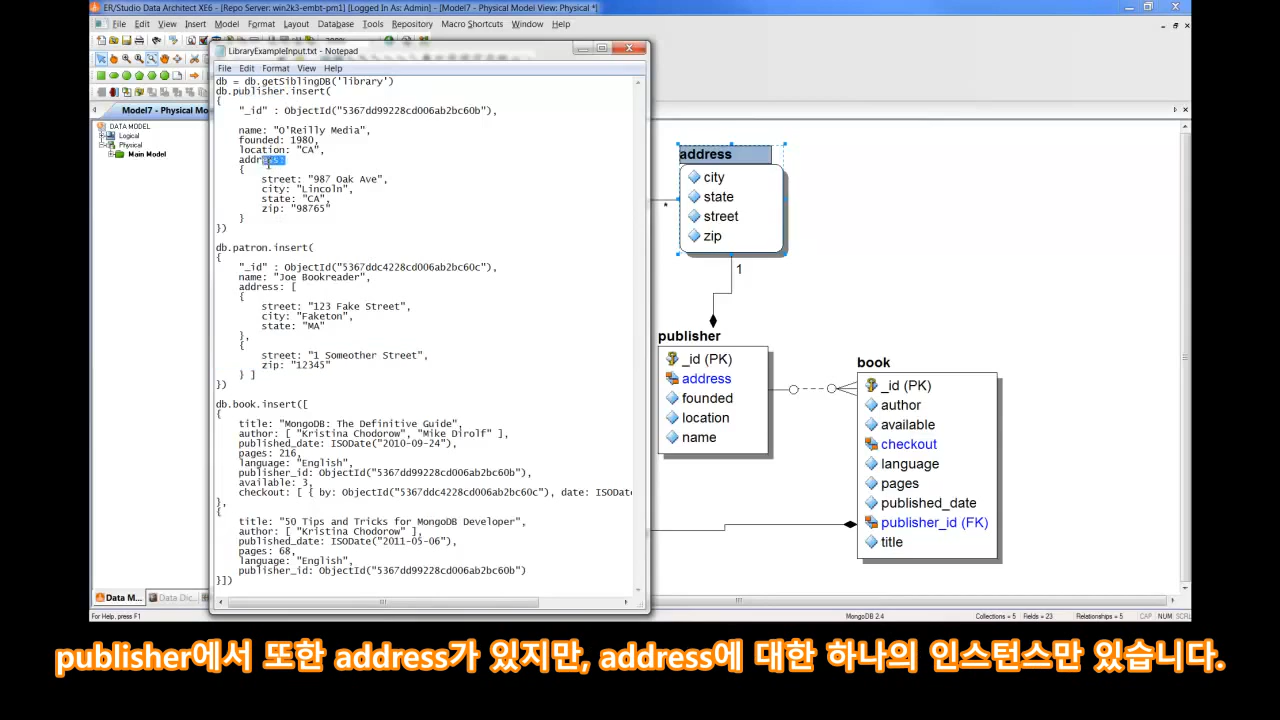 ER/Studio Data Architect XE6 - [Repo Server: win2k3-embt-pm1] [Logged In As: Admin] - [Model7 - Physical Model View: Physical *]
File Edit View Insert Model Format Layout Database Tools Repository Macro Shortcuts Window Help
LibraryExampleInput.txt - Notepad
File Edit Format View Help
Model7 - Physical Mo
DATA MODEL
Logical
Physical
Main Model
db = db.getSiblingDB('library')
db.publisher.insert(
{
"_id" : ObjectId("5367dd99228cd006ab2bc60b"),
name: "O'Reilly Media",
founded: 1980,
location: "CA",
address:
{
street: "987 Oak Ave",
city: "Lincoln",
state: "CA",
zip: "98765"
}
})
db.patron.insert(
{
"_id" : ObjectId("5367ddc4228cd006ab2bc60c"),
name: "Joe Bookreader",
address: [
{
street: "123 Fake Street",
city: "Faketon",
state: "MA"
},
{
street: "1 Someother Street",
zip: "12345"
} ]
})
db.book.insert([
{
title: "MongoDB: The Definitive Guide",
author: [ "Kristina Chodorow", "Mike Dirolf" ],
published_date: ISODate("2010-09-24"),
pages: 216,
language: "English",
publisher_id: ObjectId("5367dd99228cd006ab2bc60b"),
available: 3,
checkout: [ { by: ObjectId("5367ddc4228cd006ab2bc60c"), date: ISODate
},
{
title: "50 Tips and Tricks for MongoDB Developer",
author: [ "Kristina Chodorow" ],
published_date: ISODate("2011-05-06"),
pages: 68,
language: "English",
publisher_id: ObjectId("5367dd99228cd006ab2bc60b")
}])
address
city
state
street
zip
*
1
publisher
_id (PK)
address
founded
location
name
book
_id (PK)
author
available
checkout
language
pages
published_date
publisher_id (FK)
title
Data M... Data Dic...
For Help, press F1
MongoDB 2.4 Collections = 5 Fields = 23 Relationships = 5 CAP NUM SCRL
publisher에서 또한 address가 있지만, address에 대한 하나의 인스턴스만 있습니다.